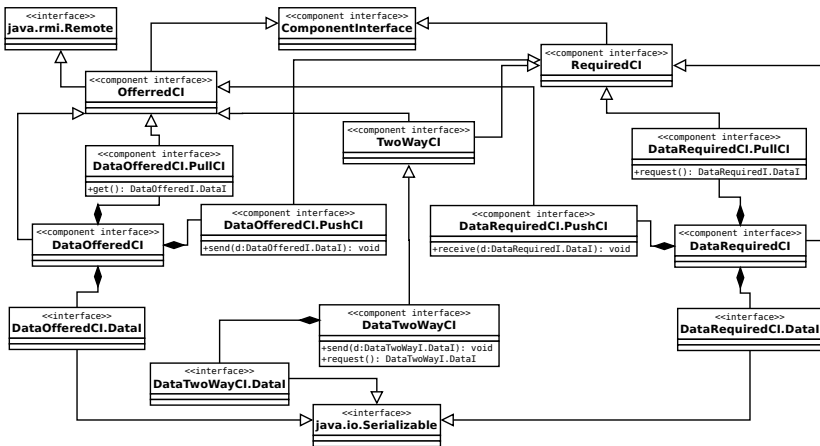 <<interface>>
java.rmi.Remote
<<component interface>>
ComponentInterface
<<component interface>>
OfferredCI
<<component interface>>
RequiredCI
<<component interface>>
TwoWayCI
<<component interface>>
DataOfferedCI.PullCI
+get(): DataOfferedI.DataI
<<component interface>>
DataRequiredCI.PullCI
+request(): DataRequiredI.DataI
<<component interface>>
DataOfferedCI
<<component interface>>
DataOfferedCI.PushCI
+send(d:DataOfferedI.DataI): void
<<component interface>>
DataRequiredCI.PushCI
+receive(d:DataRequiredI.DataI): void
<<component interface>>
DataRequiredCI
<<interface>>
DataOfferedCI.DataI
<<component interface>>
DataTwoWayCI
+send(d:DataTwoWayI.DataI): void
+request(): DataTwoWayI.DataI
<<interface>>
DataRequiredCI.DataI
<<interface>>
DataTwoWayCI.DataI
<<interface>>
java.io.Serializable